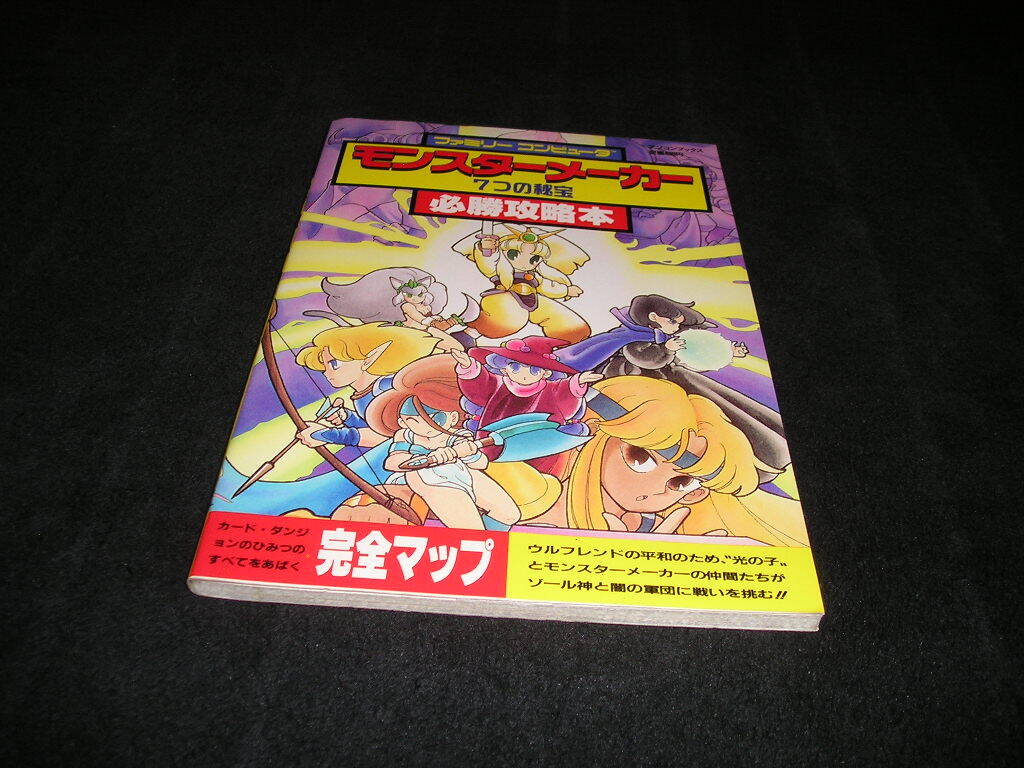 ファミリー コンピュータ
モンスターメーカー
7つの秘宝
必勝攻略本
カード・ダンジ
ョンのひみつの
すべてをあばく
完全マップ
ウルフレンドの平和のため、“光の子„
とモンスターメーカーの仲間たちが
ゾール神と闇の軍団に戦いを挑む!!